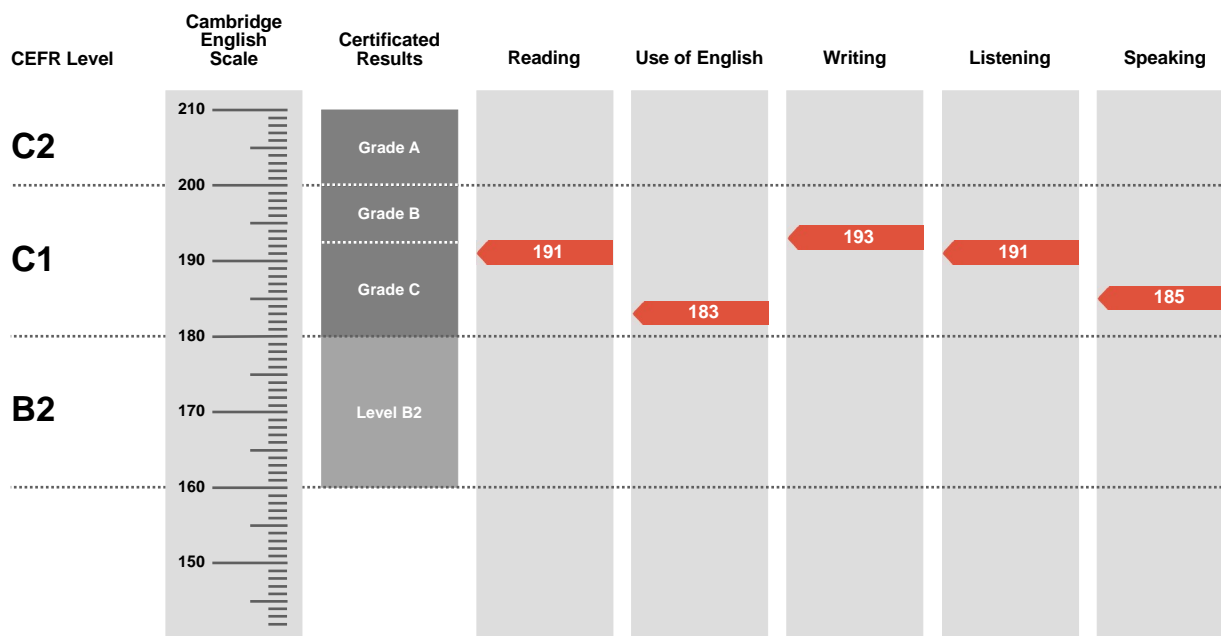 CEFR Level
Cambridge
English
Scale
Certificated
Results
Reading
Use of English
Writing
Listening
Speaking
210
C2
Grade A
200
Grade B
193
C1
190
191
191
Grade C
185
183
180
B2
170
Level B2
160
150